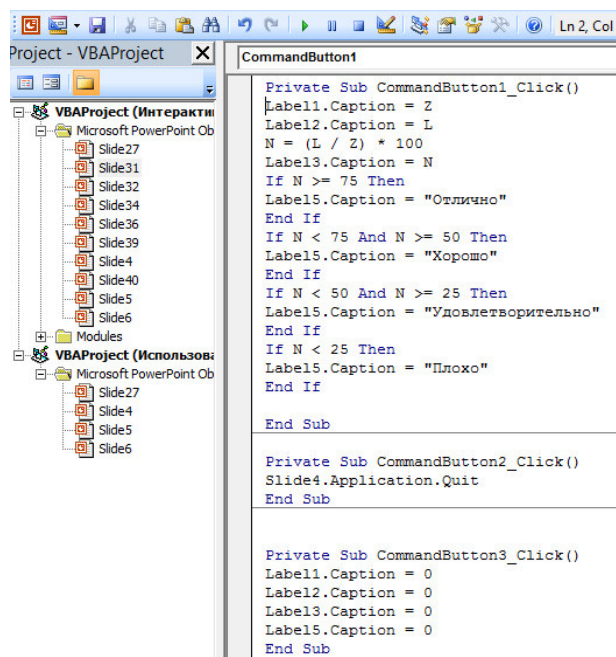 Ln 2, Col
Project - VBAProject
VBAProject (Интеракти
Microsoft PowerPoint Ob
Slide27
Slide31
Slide32
Slide34
Slide36
Slide39
Slide4
Slide40
Slide5
Slide6
Modules
VBAProject (Использова
Microsoft PowerPoint Ob
Slide27
Slide4
Slide5
Slide6
CommandButton1
Private Sub CommandButton1_Click()
Label1.Caption = Z
Label2.Caption = L
N = (L / Z) * 100
Label3.Caption = N
If N >= 75 Then
Label5.Caption = "Отлично"
End If
If N < 75 And N >= 50 Then
Label5.Caption = "Хорошо"
End If
If N < 50 And N >= 25 Then
Label5.Caption = "Удовлетворительно"
End If
If N < 25 Then
Label5.Caption = "Плохо"
End If
End Sub
Private Sub CommandButton2_Click()
Slide4.Application.Quit
End Sub
Private Sub CommandButton3_Click()
Label1.Caption = 0
Label2.Caption = 0
Label3.Caption = 0
Label5.Caption = 0
End Sub